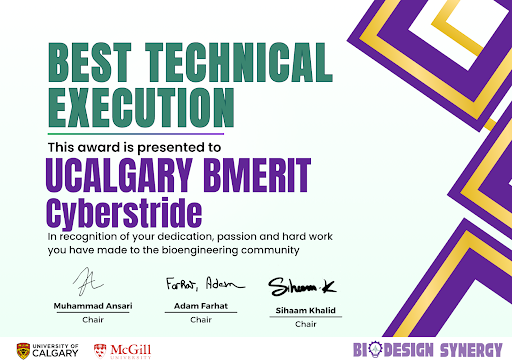 BEST TECHNICAL
EXECUTION
This award is presented to
UCALGARY BMERIT
Cyberstride
In recognition of your dedication, passion and hard work
you have made to the bioengineering community
Farhat, Adam
Siham.K
Muhammad Ansari
Adam Farhat
Sihaam Khalid
Chair
Chair
Chair
UNIVERSITY OF
CALGARY
McGill
UNIVERSITY
BIODESIGN SYNERGY